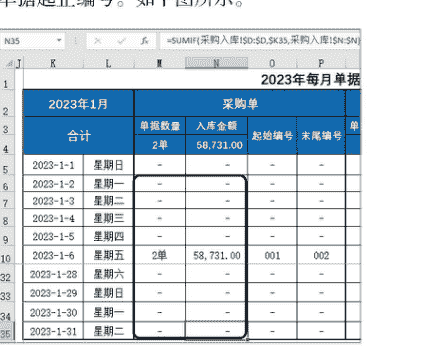 单据起止编号。如下图所示。
N35 fx =SUMIF(采购入库!$D:$D,$K35,采购入库!$N:$N)
J K L M N O P
1 2023年每月单据
2 2023年1月 采购单
3 合计 单据数量 入库金额 起始编号 末尾编号 单
4 2单 58,731.00
5 2023-1-1 星期日 - - - -
6 2023-1-2 星期一 - - - -
7 2023-1-3 星期二 - - - -
8 2023-1-4 星期三 - - - -
9 2023-1-5 星期四 - - - -
10 2023-1-6 星期五 2单 58,731.00 001 002
32 2023-1-28 星期六 - - - -
33 2023-1-29 星期日 - - - -
34 2023-1-30 星期一 - - - -
35 2023-1-31 星期二 - - - -